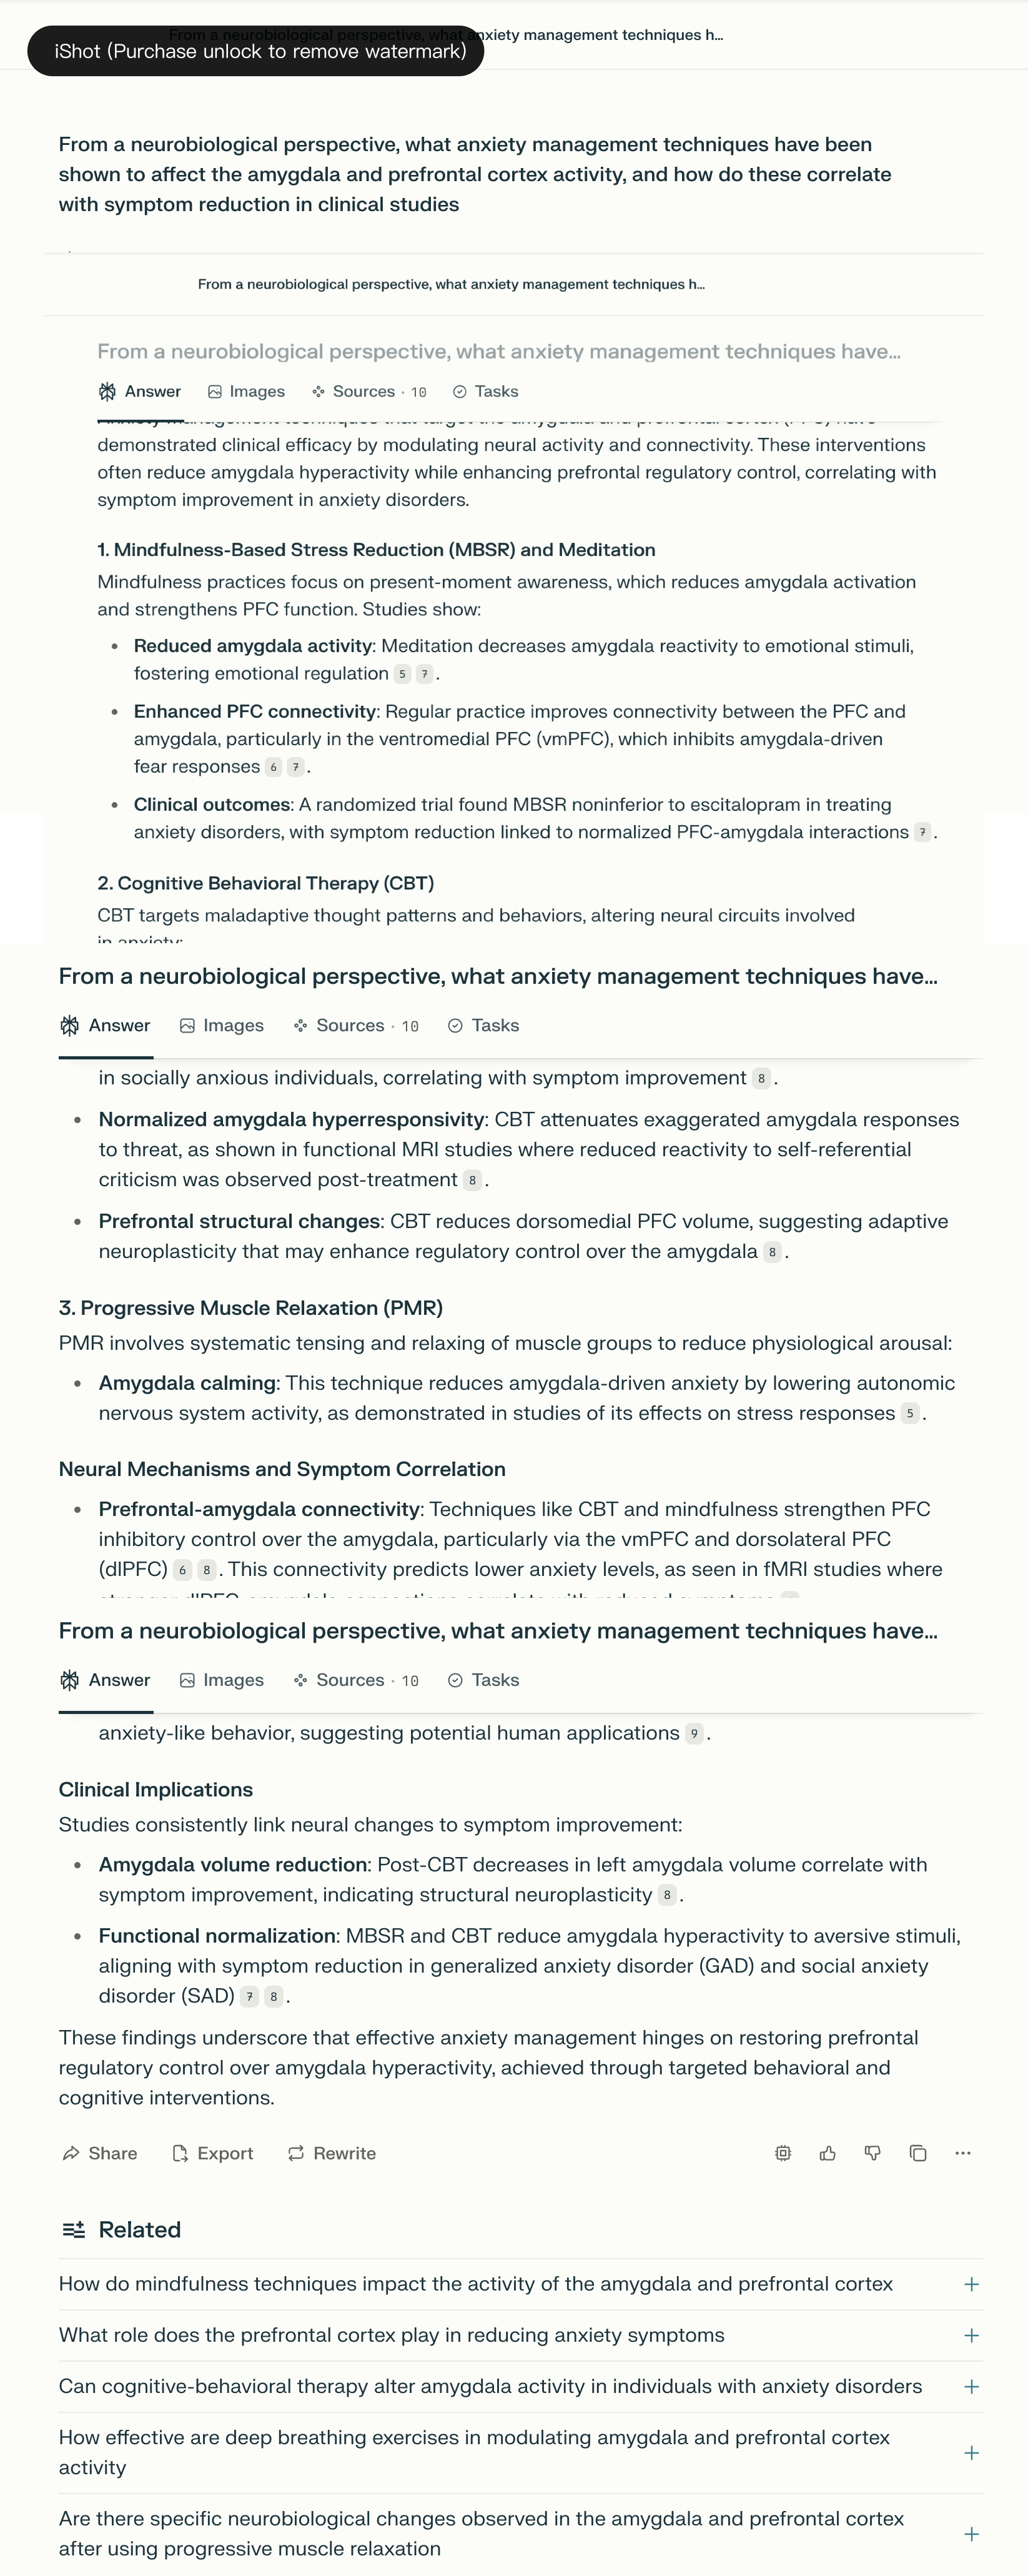 From a neurobiological perspective, what anxiety management techniques h...
iShot (Purchase unlock to remove watermark)
From a neurobiological perspective, what anxiety management techniques have been
shown to affect the amygdala and prefrontal cortex activity, and how do these correlate
with symptom reduction in clinical studies
From a neurobiological perspective, what anxiety management techniques h...
From a neurobiological perspective, what anxiety management techniques have...
Answer Images Sources · 10 Tasks
Anxiety management techniques that target the amygdala and prefrontal cortex (PFC) have
demonstrated clinical efficacy by modulating neural activity and connectivity. These interventions
often reduce amygdala hyperactivity while enhancing prefrontal regulatory control, correlating with
symptom improvement in anxiety disorders.
1. Mindfulness-Based Stress Reduction (MBSR) and Meditation
Mindfulness practices focus on present-moment awareness, which reduces amygdala activation
and strengthens PFC function. Studies show:
• Reduced amygdala activity: Meditation decreases amygdala reactivity to emotional stimuli,
fostering emotional regulation 5 7 .
• Enhanced PFC connectivity: Regular practice improves connectivity between the PFC and
amygdala, particularly in the ventromedial PFC (vmPFC), which inhibits amygdala-driven
fear responses 6 7 .
• Clinical outcomes: A randomized trial found MBSR noninferior to escitalopram in treating
anxiety disorders, with symptom reduction linked to normalized PFC-amygdala interactions 7 .
2. Cognitive Behavioral Therapy (CBT)
CBT targets maladaptive thought patterns and behaviors, altering neural circuits involved
in anxiety:
From a neurobiological perspective, what anxiety management techniques have...
Answer Images Sources · 10 Tasks
in socially anxious individuals, correlating with symptom improvement 8 .
• Normalized amygdala hyperresponsivity: CBT attenuates exaggerated amygdala responses
to threat, as shown in functional MRI studies where reduced reactivity to self-referential
criticism was observed post-treatment 8 .
• Prefrontal structural changes: CBT reduces dorsomedial PFC volume, suggesting adaptive
neuroplasticity that may enhance regulatory control over the amygdala 8 .
3. Progressive Muscle Relaxation (PMR)
PMR involves systematic tensing and relaxing of muscle groups to reduce physiological arousal:
• Amygdala calming: This technique reduces amygdala-driven anxiety by lowering autonomic
nervous system activity, as demonstrated in studies of its effects on stress responses 5 .
Neural Mechanisms and Symptom Correlation
• Prefrontal-amygdala connectivity: Techniques like CBT and mindfulness strengthen PFC
inhibitory control over the amygdala, particularly via the vmPFC and dorsolateral PFC
(dlPFC) 6 8 . This connectivity predicts lower anxiety levels, as seen in fMRI studies where
stronger dlPFC-amygdala connections correlate with reduced symptoms
From a neurobiological perspective, what anxiety management techniques have...
Answer Images Sources · 10 Tasks
anxiety-like behavior, suggesting potential human applications 9 .
Clinical Implications
Studies consistently link neural changes to symptom improvement:
• Amygdala volume reduction: Post-CBT decreases in left amygdala volume correlate with
symptom improvement, indicating structural neuroplasticity 8 .
• Functional normalization: MBSR and CBT reduce amygdala hyperactivity to aversive stimuli,
aligning with symptom reduction in generalized anxiety disorder (GAD) and social anxiety
disorder (SAD) 7 8 .
These findings underscore that effective anxiety management hinges on restoring prefrontal
regulatory control over amygdala hyperactivity, achieved through targeted behavioral and
cognitive interventions.
Share Export Rewrite
Related
How do mindfulness techniques impact the activity of the amygdala and prefrontal cortex
What role does the prefrontal cortex play in reducing anxiety symptoms
Can cognitive-behavioral therapy alter amygdala activity in individuals with anxiety disorders
How effective are deep breathing exercises in modulating amygdala and prefrontal cortex
activity
Are there specific neurobiological changes observed in the amygdala and prefrontal cortex
after using progressive muscle relaxation